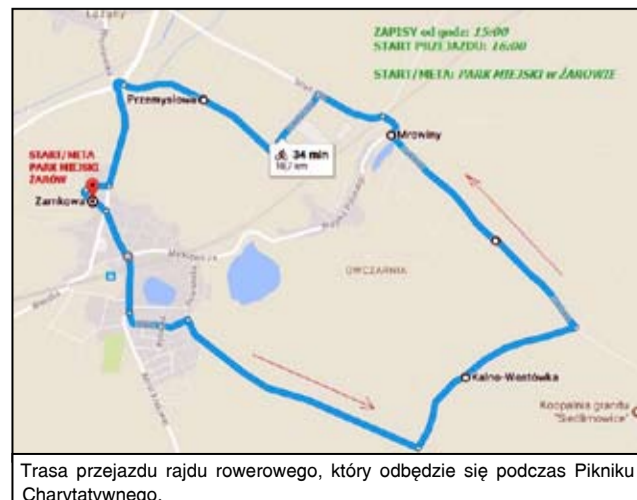 Łażany
ZAPISY od godz: 15:00
START PRZEJAZDU: 16:00
START/META: PARK MIEJSKI w ŻAROWIE
Przemysłowa
Mrowiny
34 min
START/META
PARK MIEJSKI
ŻARÓW
Zamkowa
OWCZARNIA
Kalno-Wostówka
Kopalnia granitu
"Siedlimowice"
Trasa przejazdu rajdu rowerowego, który odbędzie się podczas Pikniku
Charytatywnego.